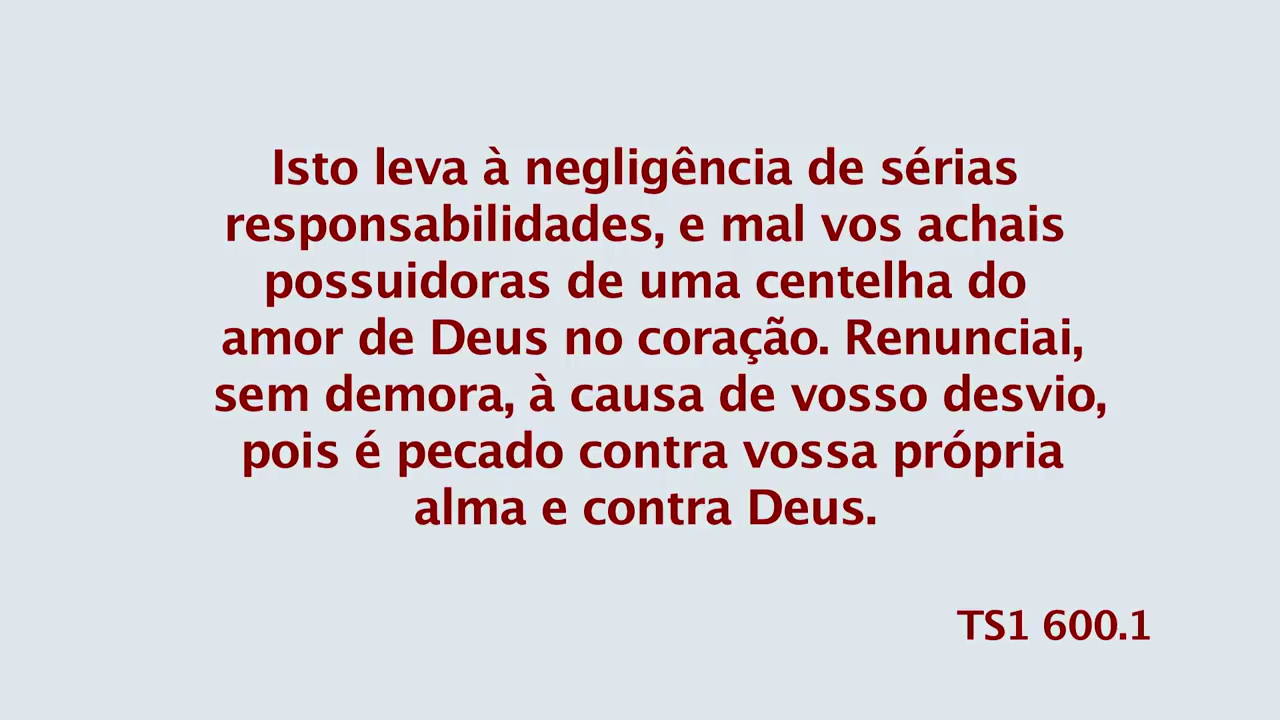 Isto leva à negligência de sérias
responsabilidades, e mal vos achais
possuidoras de uma centelha do
amor de Deus no coração. Renunciai,
sem demora, à causa de vosso desvio,
pois é pecado contra vossa própria
alma e contra Deus.
TS1 600.1